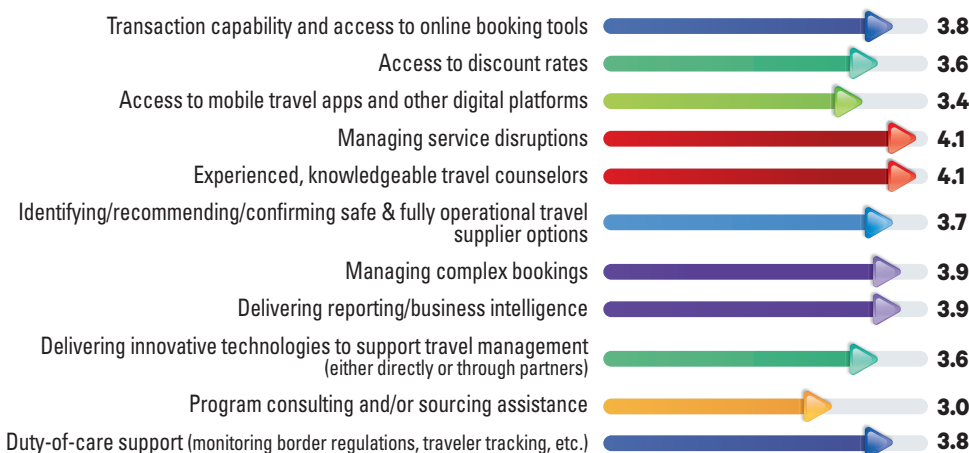 Transaction capability and access to online booking tools 3.8
Access to discount rates 3.6
Access to mobile travel apps and other digital platforms 3.4
Managing service disruptions 4.1
Experienced, knowledgeable travel counselors 4.1
Identifying/recommending/confirming safe & fully operational travel
supplier options 3.7
Managing complex bookings 3.9
Delivering reporting/business intelligence 3.9
Delivering innovative technologies to support travel management
(either directly or through partners) 3.6
Program consulting and/or sourcing assistance 3.0
Duty-of-care support (monitoring border regulations, traveler tracking, etc.) 3.8